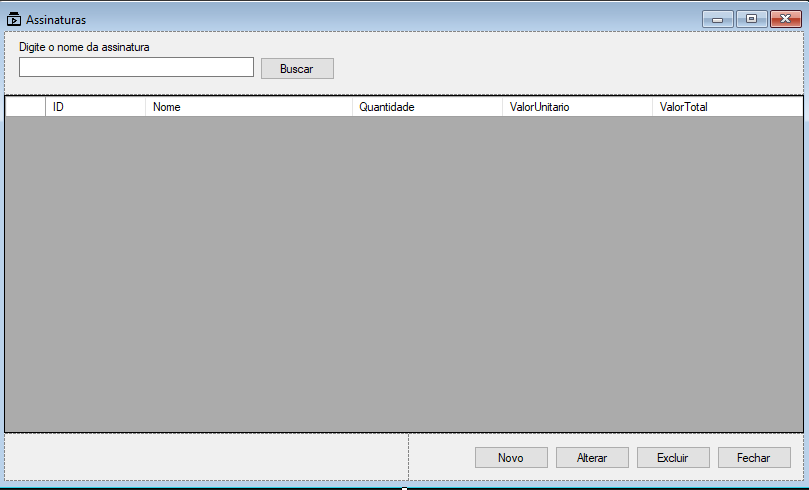 Assinaturas
Digite o nome da assinatura
Buscar
ID Nome Quantidade ValorUnitario ValorTotal
Novo Alterar Excluir Fechar